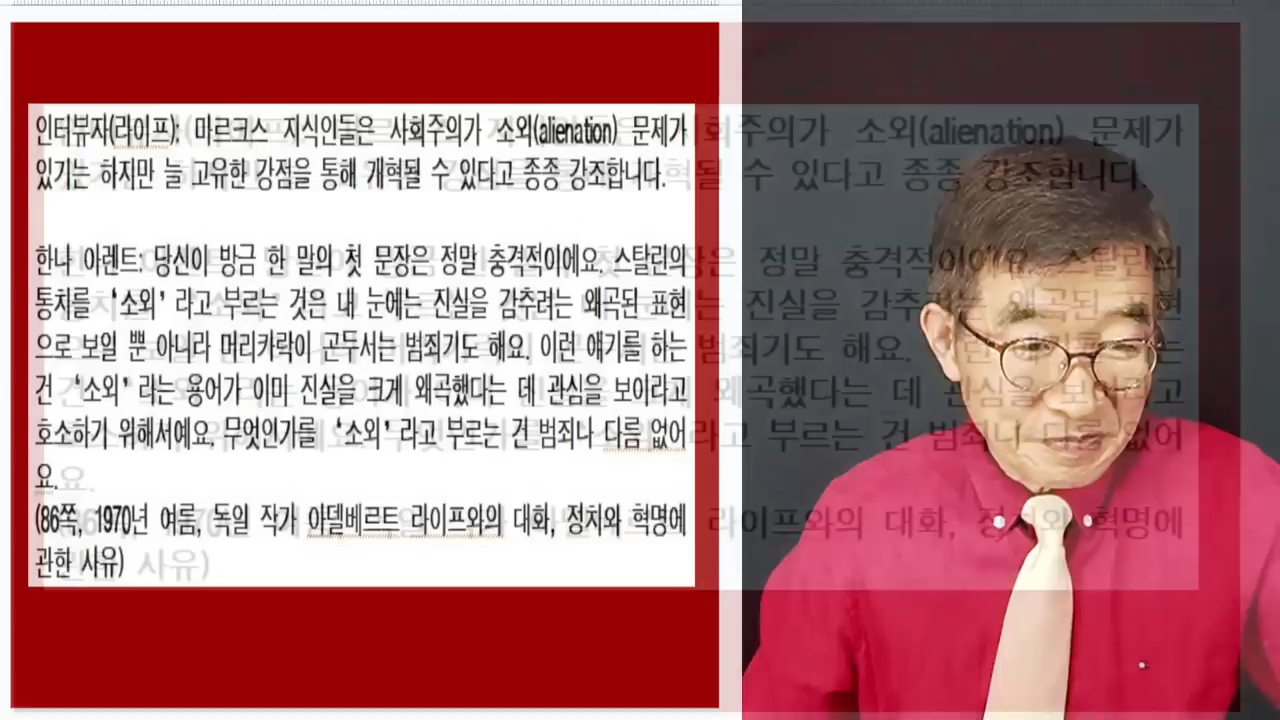 인터뷰자(라이프): 마르크스 지식인들은 사회주의가 소외(alienation) 문제가
있기는 하지만 늘 고유한 강점을 통해 개혁될 수 있다고 종종 강조합니다.
한나 아렌트: 당신이 방금 한 말의 첫 문장은 정말 충격적이에요. 스탈린의
통치를 ‘소외’라고 부르는 것은 내 눈에는 진실을 감추려는 왜곡된 표현
으로 보일 뿐 아니라 머리카락이 곤두서는 범죄기도 해요. 이런 얘기를 하는
건 ‘소외’라는 용어가 이마 진실을 크게 왜곡했다는 데 관심을 보이라고
호소하기 위해서예요, 무엇인가를 ‘소외’라고 부르는 건 범죄나 다름 없어
요.
(86쪽, 1970년 여름, 독일 작가 아델베르트 라이프와의 대화, 정치와 혁명에
관한 사유)